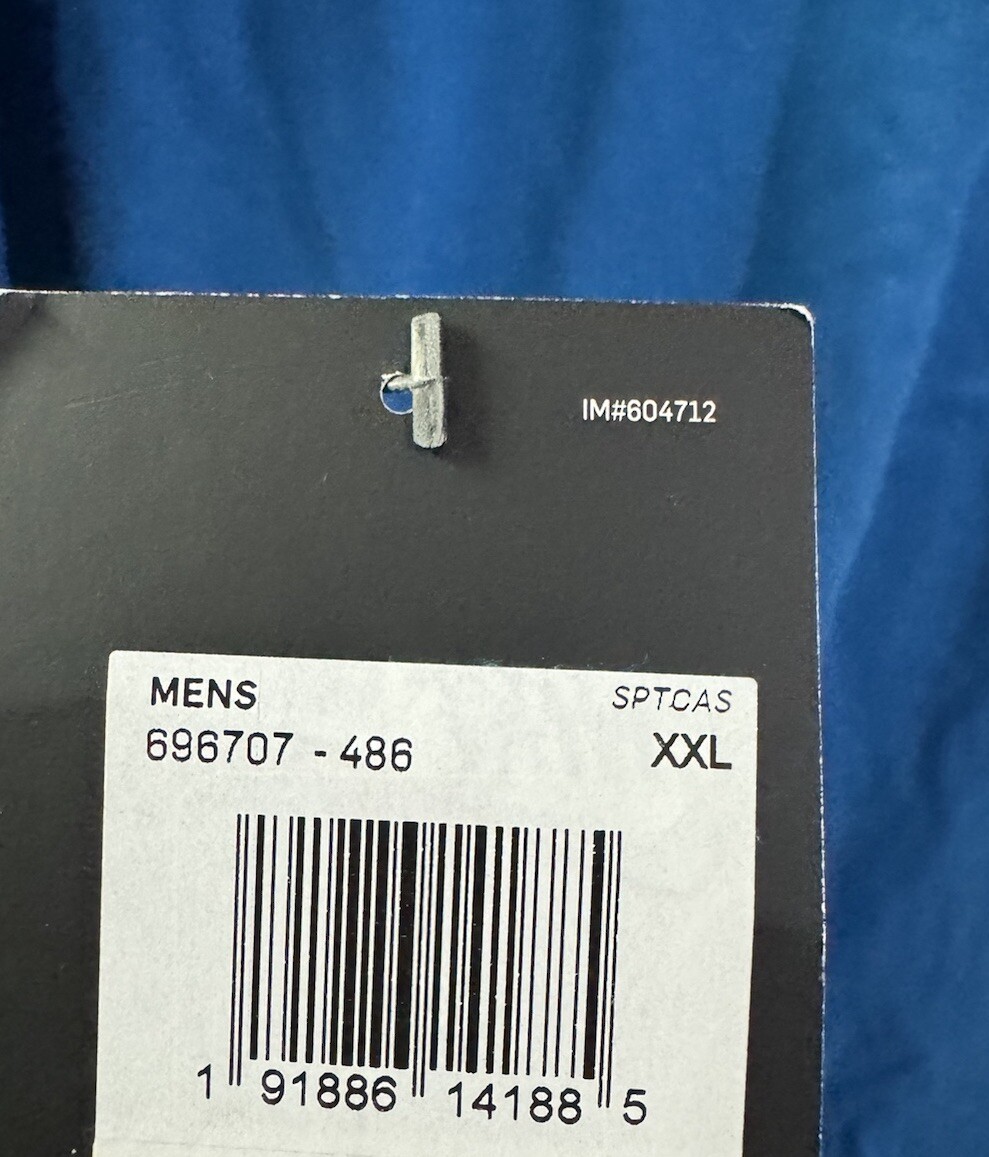 IM#604712
MENS SPTCAS
696707 - 486 XXL
1 91886 14188 5